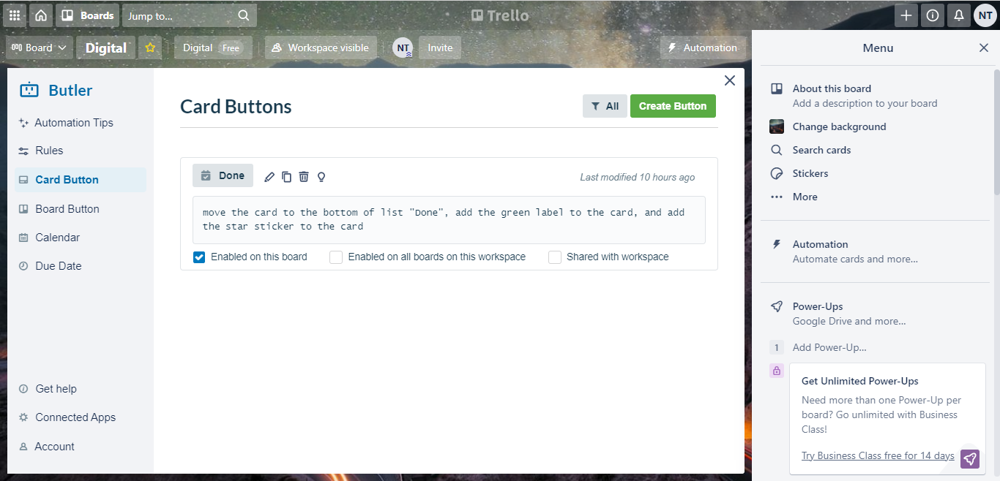 Boards
Jump to...
Trello
NT
Board
Digital
Digital Free
Workspace visible
NT
Invite
Automation
Butler
Automation Tips
Rules
Card Button
Board Button
Calendar
Due Date
Get help
Connected Apps
Account
Card Buttons
All
Create Button
Done
Last modified 10 hours ago
move the card to the bottom of list "Done", add the green label to the card, and add
the star sticker to the card
Enabled on this board
Enabled on all boards on this workspace
Shared with workspace
Menu
About this board
Add a description to your board
Change background
Search cards
Stickers
More
Automation
Automate cards and more...
Power-Ups
Google Drive and more...
1 Add Power-Up...
Get Unlimited Power-Ups
Need more than one Power-Up per
board? Go unlimited with Business
Class!
Try Business Class free for 14 days